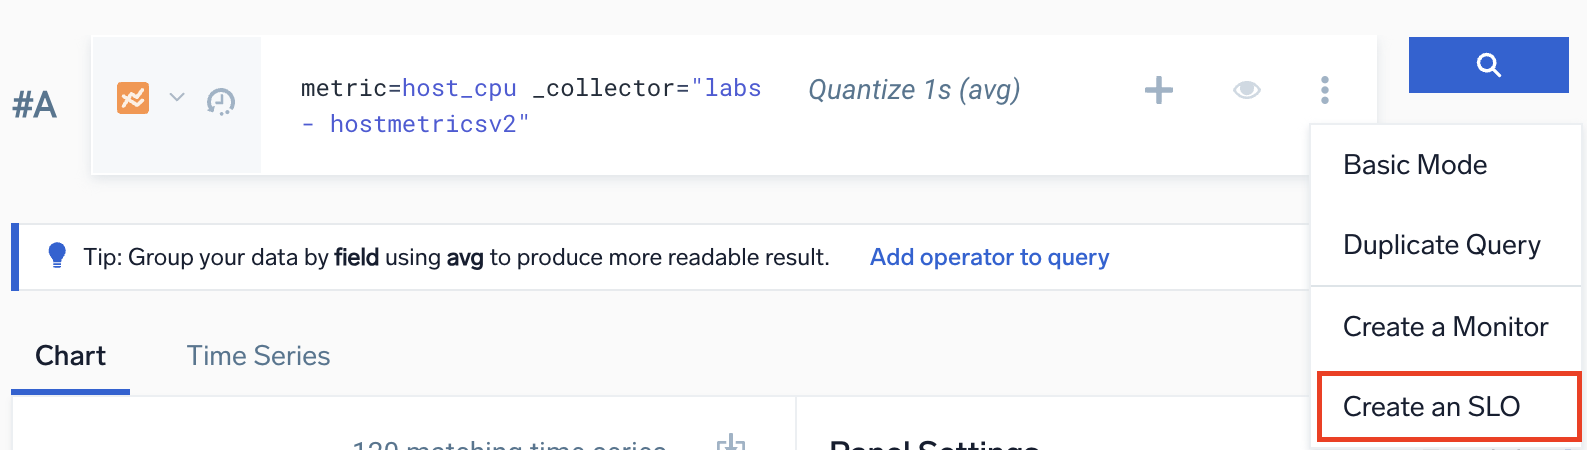 #A
metric=host_cpu _collector="labs
- hostmetricsv2"
Quantize 1s (avg)
Basic Mode
Duplicate Query
Create a Monitor
Create an SLO
Tip: Group your data by field using avg to produce more readable result.
Add operator to query
Chart
Time Series
matching time series
Panel Settings